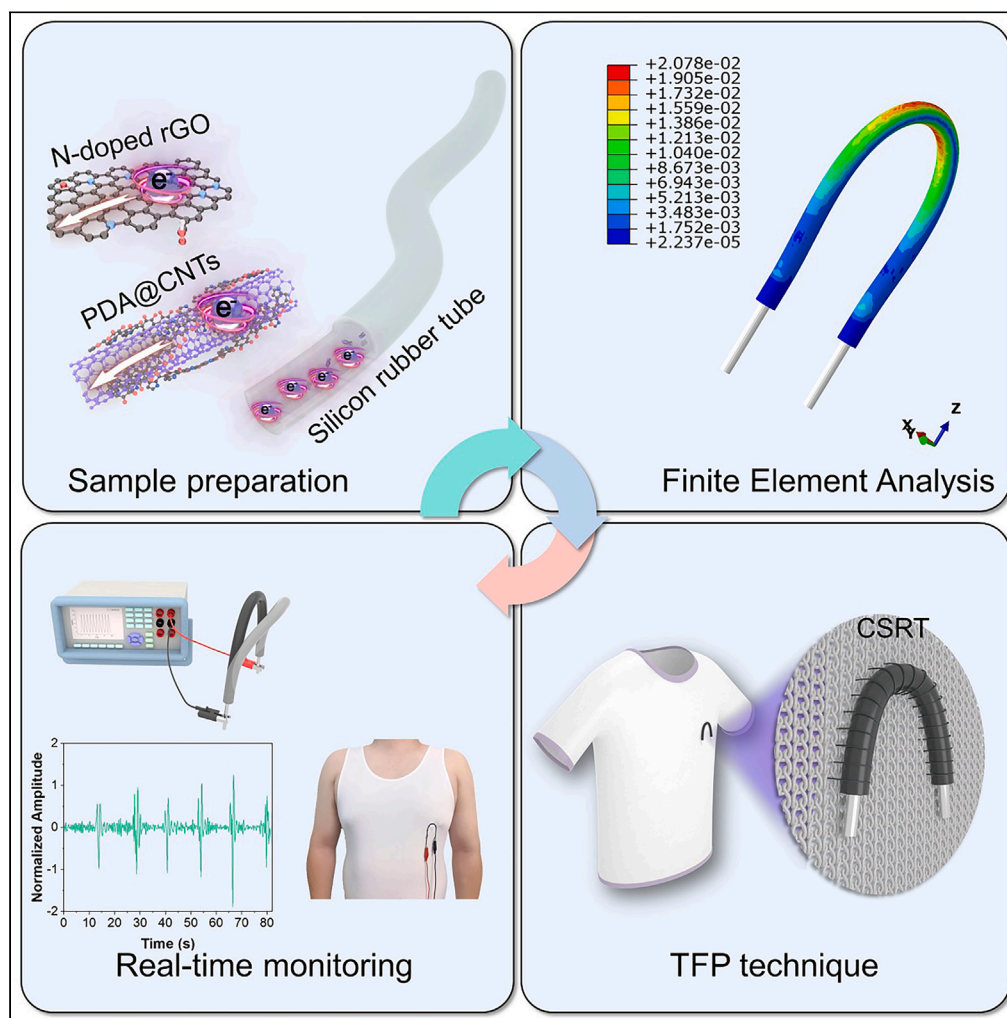 N-doped rGO
e-
PDA@CNTs
e-
e-
e-
e-
e-
Silicon rubber tube
Sample preparation
+2.078e-02
+1.905e-02
+1.732e-02
+1.559e-02
+1.386e-02
+1.213e-02
+1.040e-02
+8.673e-03
+6.943e-03
+5.213e-03
+3.483e-03
+1.752e-03
+2.237e-05
X
Y
Z
Finite Element Analysis
Normalized Amplitude
2
1
0
-1
-2
0 10 20 30 40 50 60 70 80
Time (s)
Real-time monitoring
CSRT
TFP technique